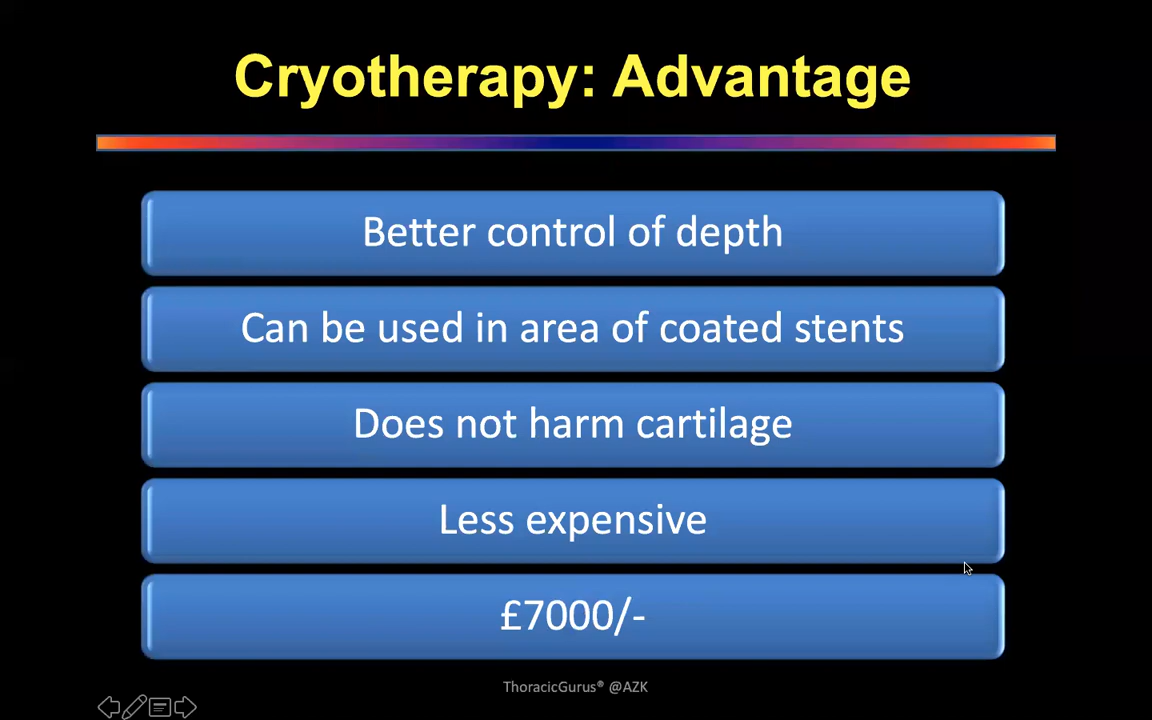 Cryotherapy: Advantage
Better control of depth
Can be used in area of coated stents
Does not harm cartilage
Less expensive
£7000/-
ThoracicGurus® @AZK